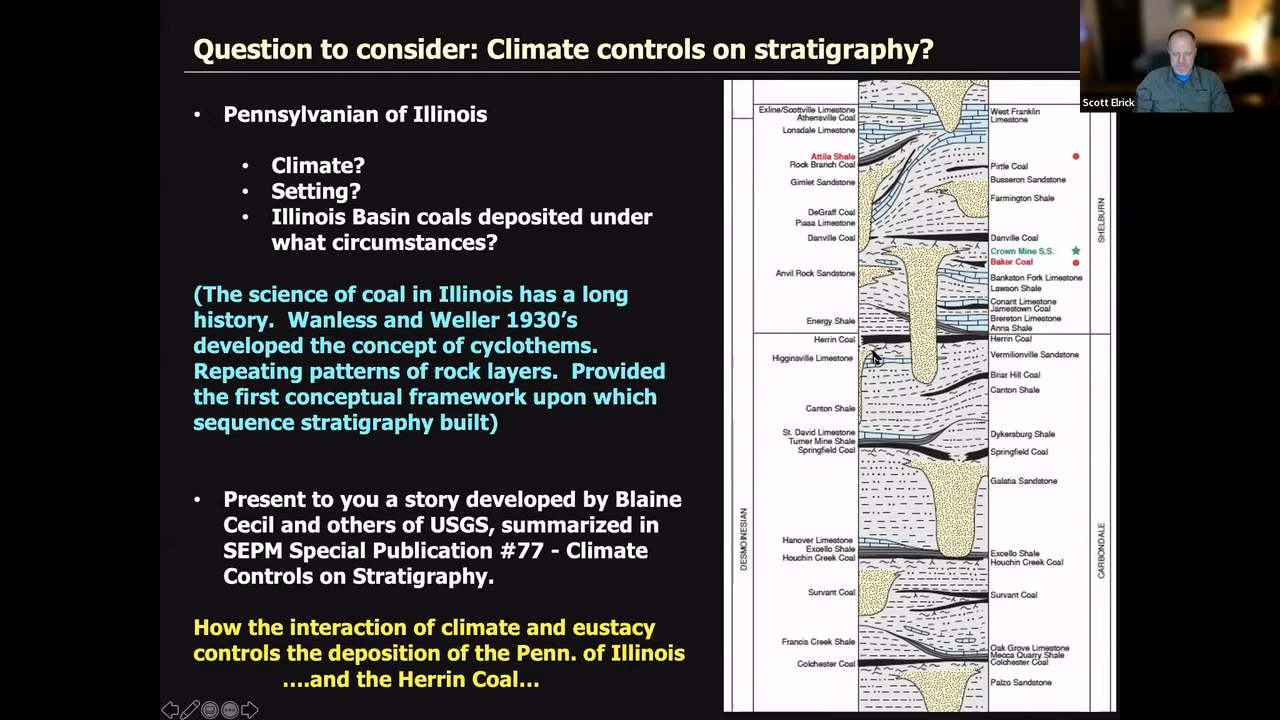 Question to consider: Climate controls on stratigraphy?
Scott Elrick
• Pennsylvanian of Illinois
• Climate?
• Setting?
• Illinois Basin coals deposited under
what circumstances?
(The science of coal in Illinois has a long
history. Wanless and Weller 1930's
developed the concept of cyclothems.
Repeating patterns of rock layers. Provided
the first conceptual framework upon which
sequence stratigraphy built)
• Present to you a story developed by Blaine
Cecil and others of USGS, summarized in
SEPM Special Publication #77 - Climate
Controls on Stratigraphy.
How the interaction of climate and eustacy
controls the deposition of the Penn. of Illinois
....and the Herrin Coal...
Exline/Scottville Limestone
Athensville Coal
Lonsdale Limestone
Attila Shale
Rock Branch Coal
Gimlet Sandstone
DeGraff Coal
Piasa Limestone
Danville Coal
Anvil Rock Sandstone
Energy Shale
Herrin Coal
Higginsville Limestone
Canton Shale
St. David Limestone
Turner Mine Shale
Springfield Coal
Hanover Limestone
Excello Shale
Houchin Creek Coal
Survant Coal
Francis Creek Shale
Colchester Coal
DESMOINESIAN
West Franklin
Limestone
Pirtle Coal
Busseron Sandstone
Farmington Shale
Danville Coal
Crown Mine S.S.
Baker Coal
Bankston Fork Limestone
Lawson Shale
Conant Limestone
Jamestown Coal
Brereton Limestone
Anna Shale
Herrin Coal
Vermilionville Sandstone
Briar Hill Coal
Canton Shale
Dykersburg Shale
Springfield Coal
Galatia Sandstone
Excello Shale
Houchin Creek Coal
Survant Coal
Oak Grove Limestone
Mecca Quarry Shale
Colchester Coal
Palzo Sandstone
SHELBURN
CARBONDALE